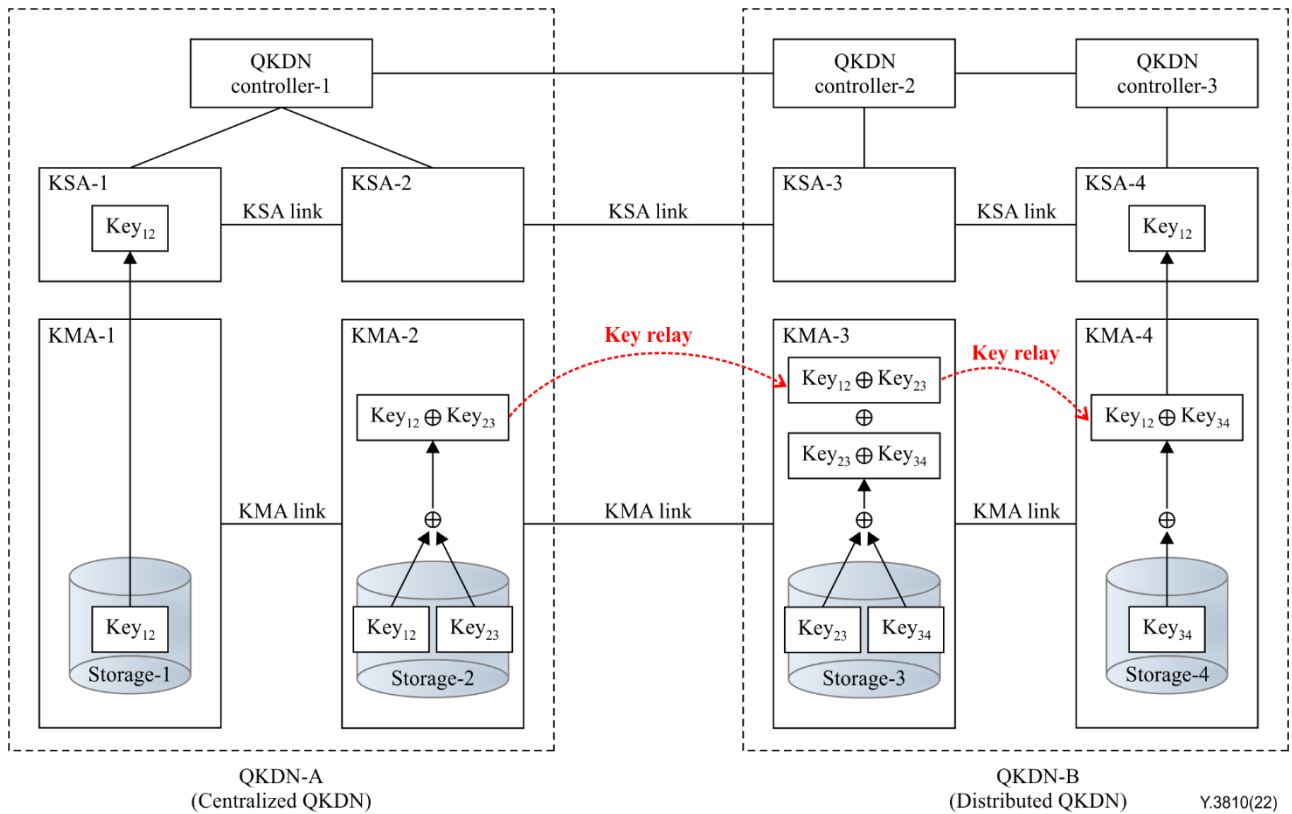 QKDN
controller-1
QKDN
controller-2
QKDN
controller-3
KSA-1
Key₁₂
KSA link
KSA-2
KSA link
KSA-3
KSA link
KSA-4
Key₁₂
KMA-1
KMA-2
Key relay
KMA-3
Key relay
KMA-4
Key₁₂ ⊕ Key₂₃
Key₁₂ ⊕ Key₂₃
⊕
Key₂₃ ⊕ Key₃₄
Key₁₂ ⊕ Key₃₄
KMA link
⊕
KMA link
⊕
KMA link
⊕
Key₁₂
Storage-1
Key₁₂
Key₂₃
Storage-2
Key₂₃
Key₃₄
Storage-3
Key₃₄
Storage-4
QKDN-A
(Centralized QKDN)
QKDN-B
(Distributed QKDN)
Y.3810(22)